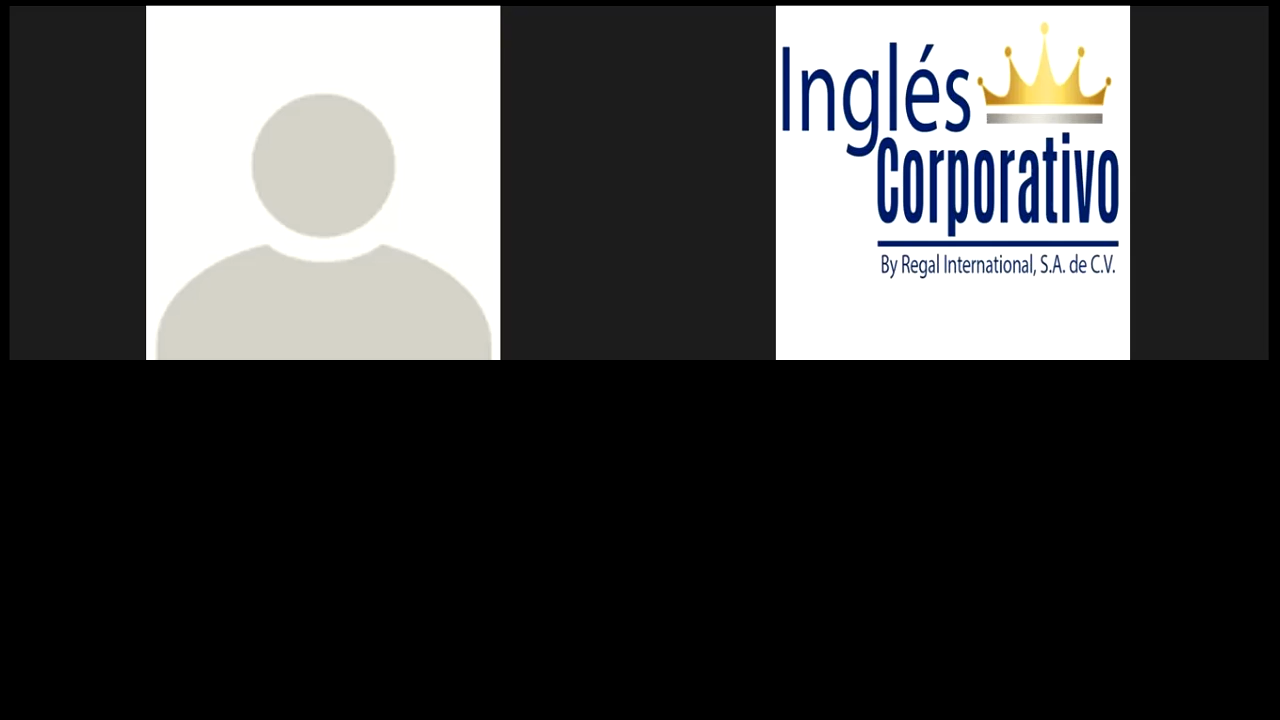 Inglés
Corporativo
By Regal International, S.A. de C.V.